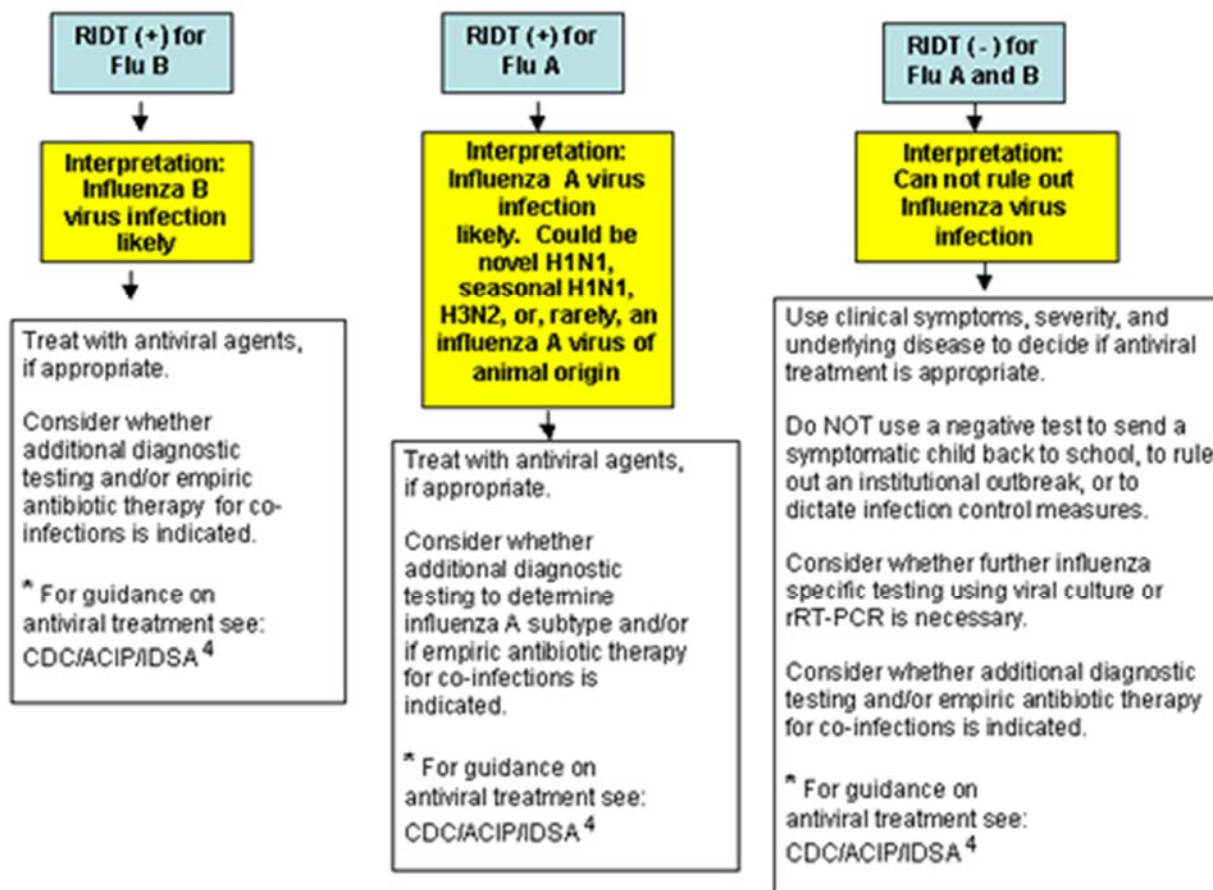 RIDT (+) for
Flu B
Interpretation:
Influenza B
virus infection
likely
Treat with antiviral agents,
if appropriate.
Consider whether
additional diagnostic
testing and/or empiric
antibiotic therapy for co-
infections is indicated.
* For guidance on
antiviral treatment see:
CDC/ACIP/IDSA 4
RIDT (+) for
Flu A
Interpretation:
Influenza A virus
infection
likely. Could be
novel H1N1,
seasonal H1N1,
H3N2, or, rarely, an
influenza A virus of
animal origin
Treat with antiviral agents,
if appropriate.
Consider whether
additional diagnostic
testing to determine
influenza A subtype and/or
if empiric antibiotic therapy
for co-infections is
indicated.
* For guidance on
antiviral treatment see:
CDC/ACIP/IDSA 4
RIDT ( - ) for
Flu A and B
Interpretation:
Can not rule out
Influenza virus
infection
Use clinical symptoms, severity, and
underlying disease to decide if antiviral
treatment is appropriate.
Do NOT use a negative test to send a
symptomatic child back to school, to rule
out an institutional outbreak, or to
dictate infection control measures.
Consider whether further influenza
specific testing using viral culture or
rRT-PCR is necessary.
Consider whether additional diagnostic
testing and/or empiric antibiotic therapy
for co-infections is indicated.
* For guidance on
antiviral treatment see:
CDC/ACIP/IDSA 4